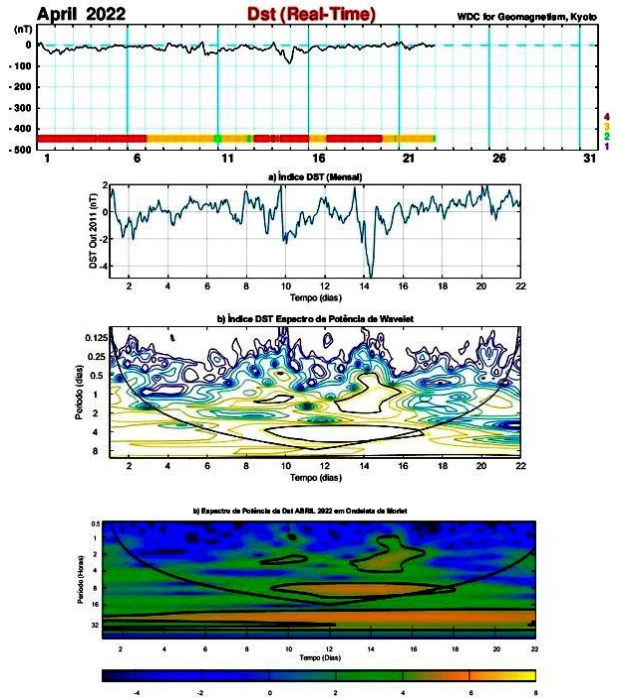 April 2022 Dst (Real-Time) WDC for Geomagnetism, Kyoto
(nT)
0
- 100
- 200
- 300
- 400
- 500
4
3
2
1
1 6 11 16 21 26 31
a) Índice DST (Mensal)
DST Out 2011 (nT)
2
0
-2
-4
2 4 6 8 10 12 14 16 18 20 22
Tempo (dias)
b) Índice DST Espectro de Potência de Wavelet
Período (dias)
0.125
0.25
0.5
1
2
4
8
2 4 6 8 10 12 14 16 18 20 22
Tempo (dias)
b) Espectro de Potência da Dst ABRIL 2022 em Ondeleta de Morlet
Período (Horas)
0.5
1
2
4
8
16
32
2 4 6 8 10 12 14 16 18 20 22
Tempo (Dias)
-4 -2 0 2 4 6 8